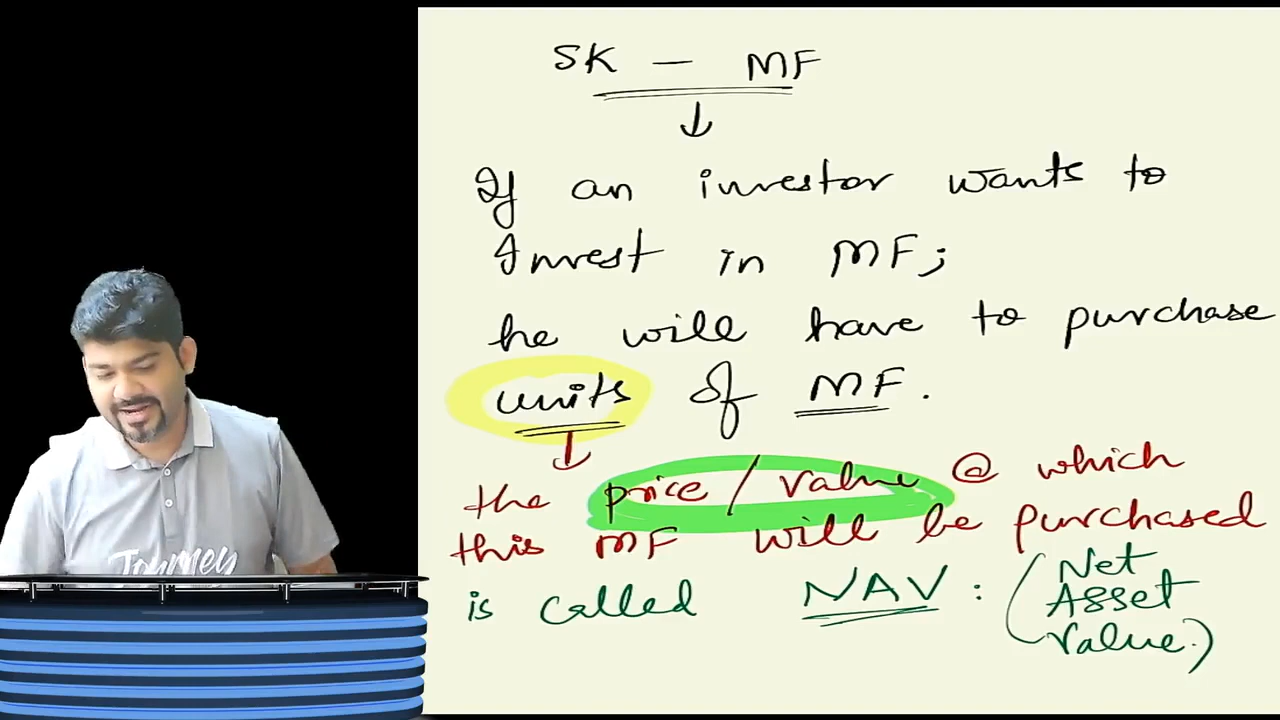 SK - MF
If an investor wants to
Invest in MF;
he will have to purchase
units of MF.
the price / value @ which
this MF will be purchased
is called NAV : (Net
Asset
Value.)
Journey